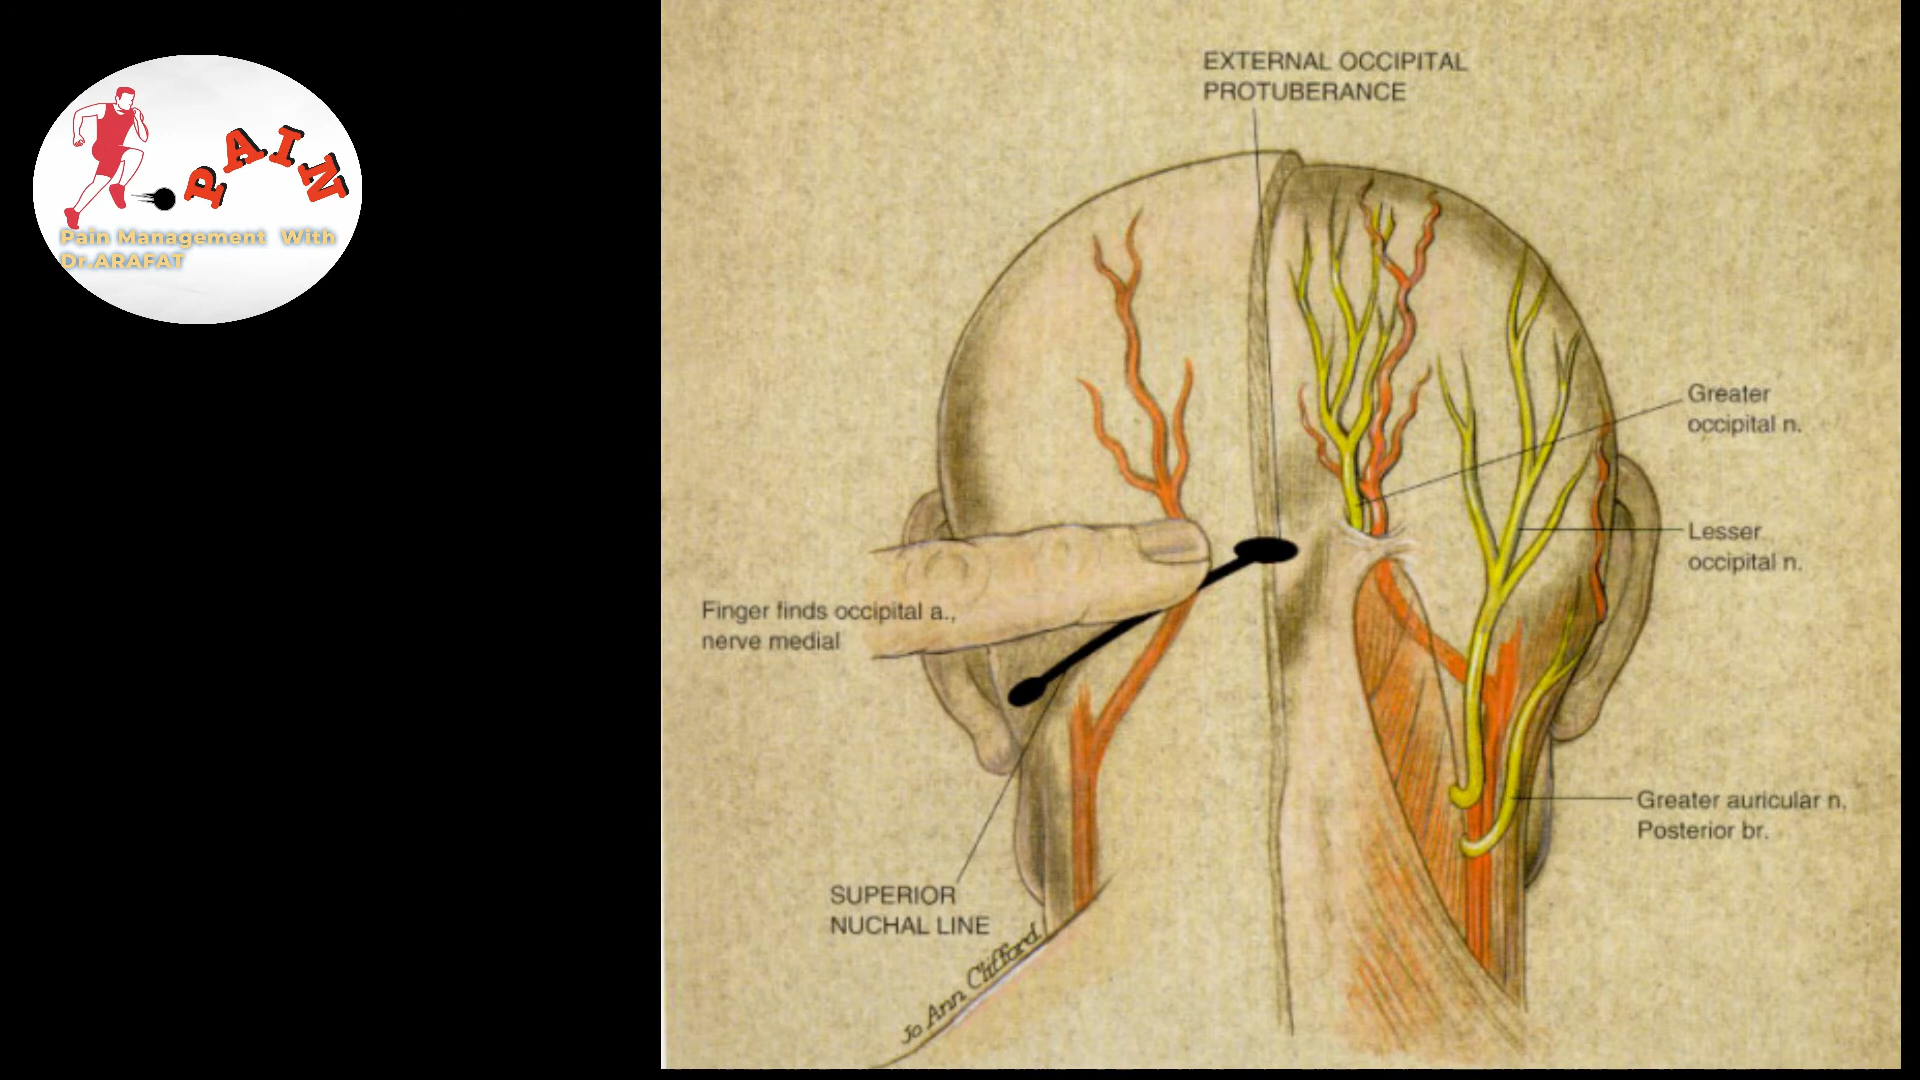 PAIN
Pain Management With
Dr.ARAFAT
EXTERNAL OCCIPITAL
PROTUBERANCE
Greater
occipital n.
Lesser
occipital n.
Finger finds occipital a.,
nerve medial
Greater auricular n.
Posterior br.
SUPERIOR
NUCHAL LINE
Jo Ann Clifford